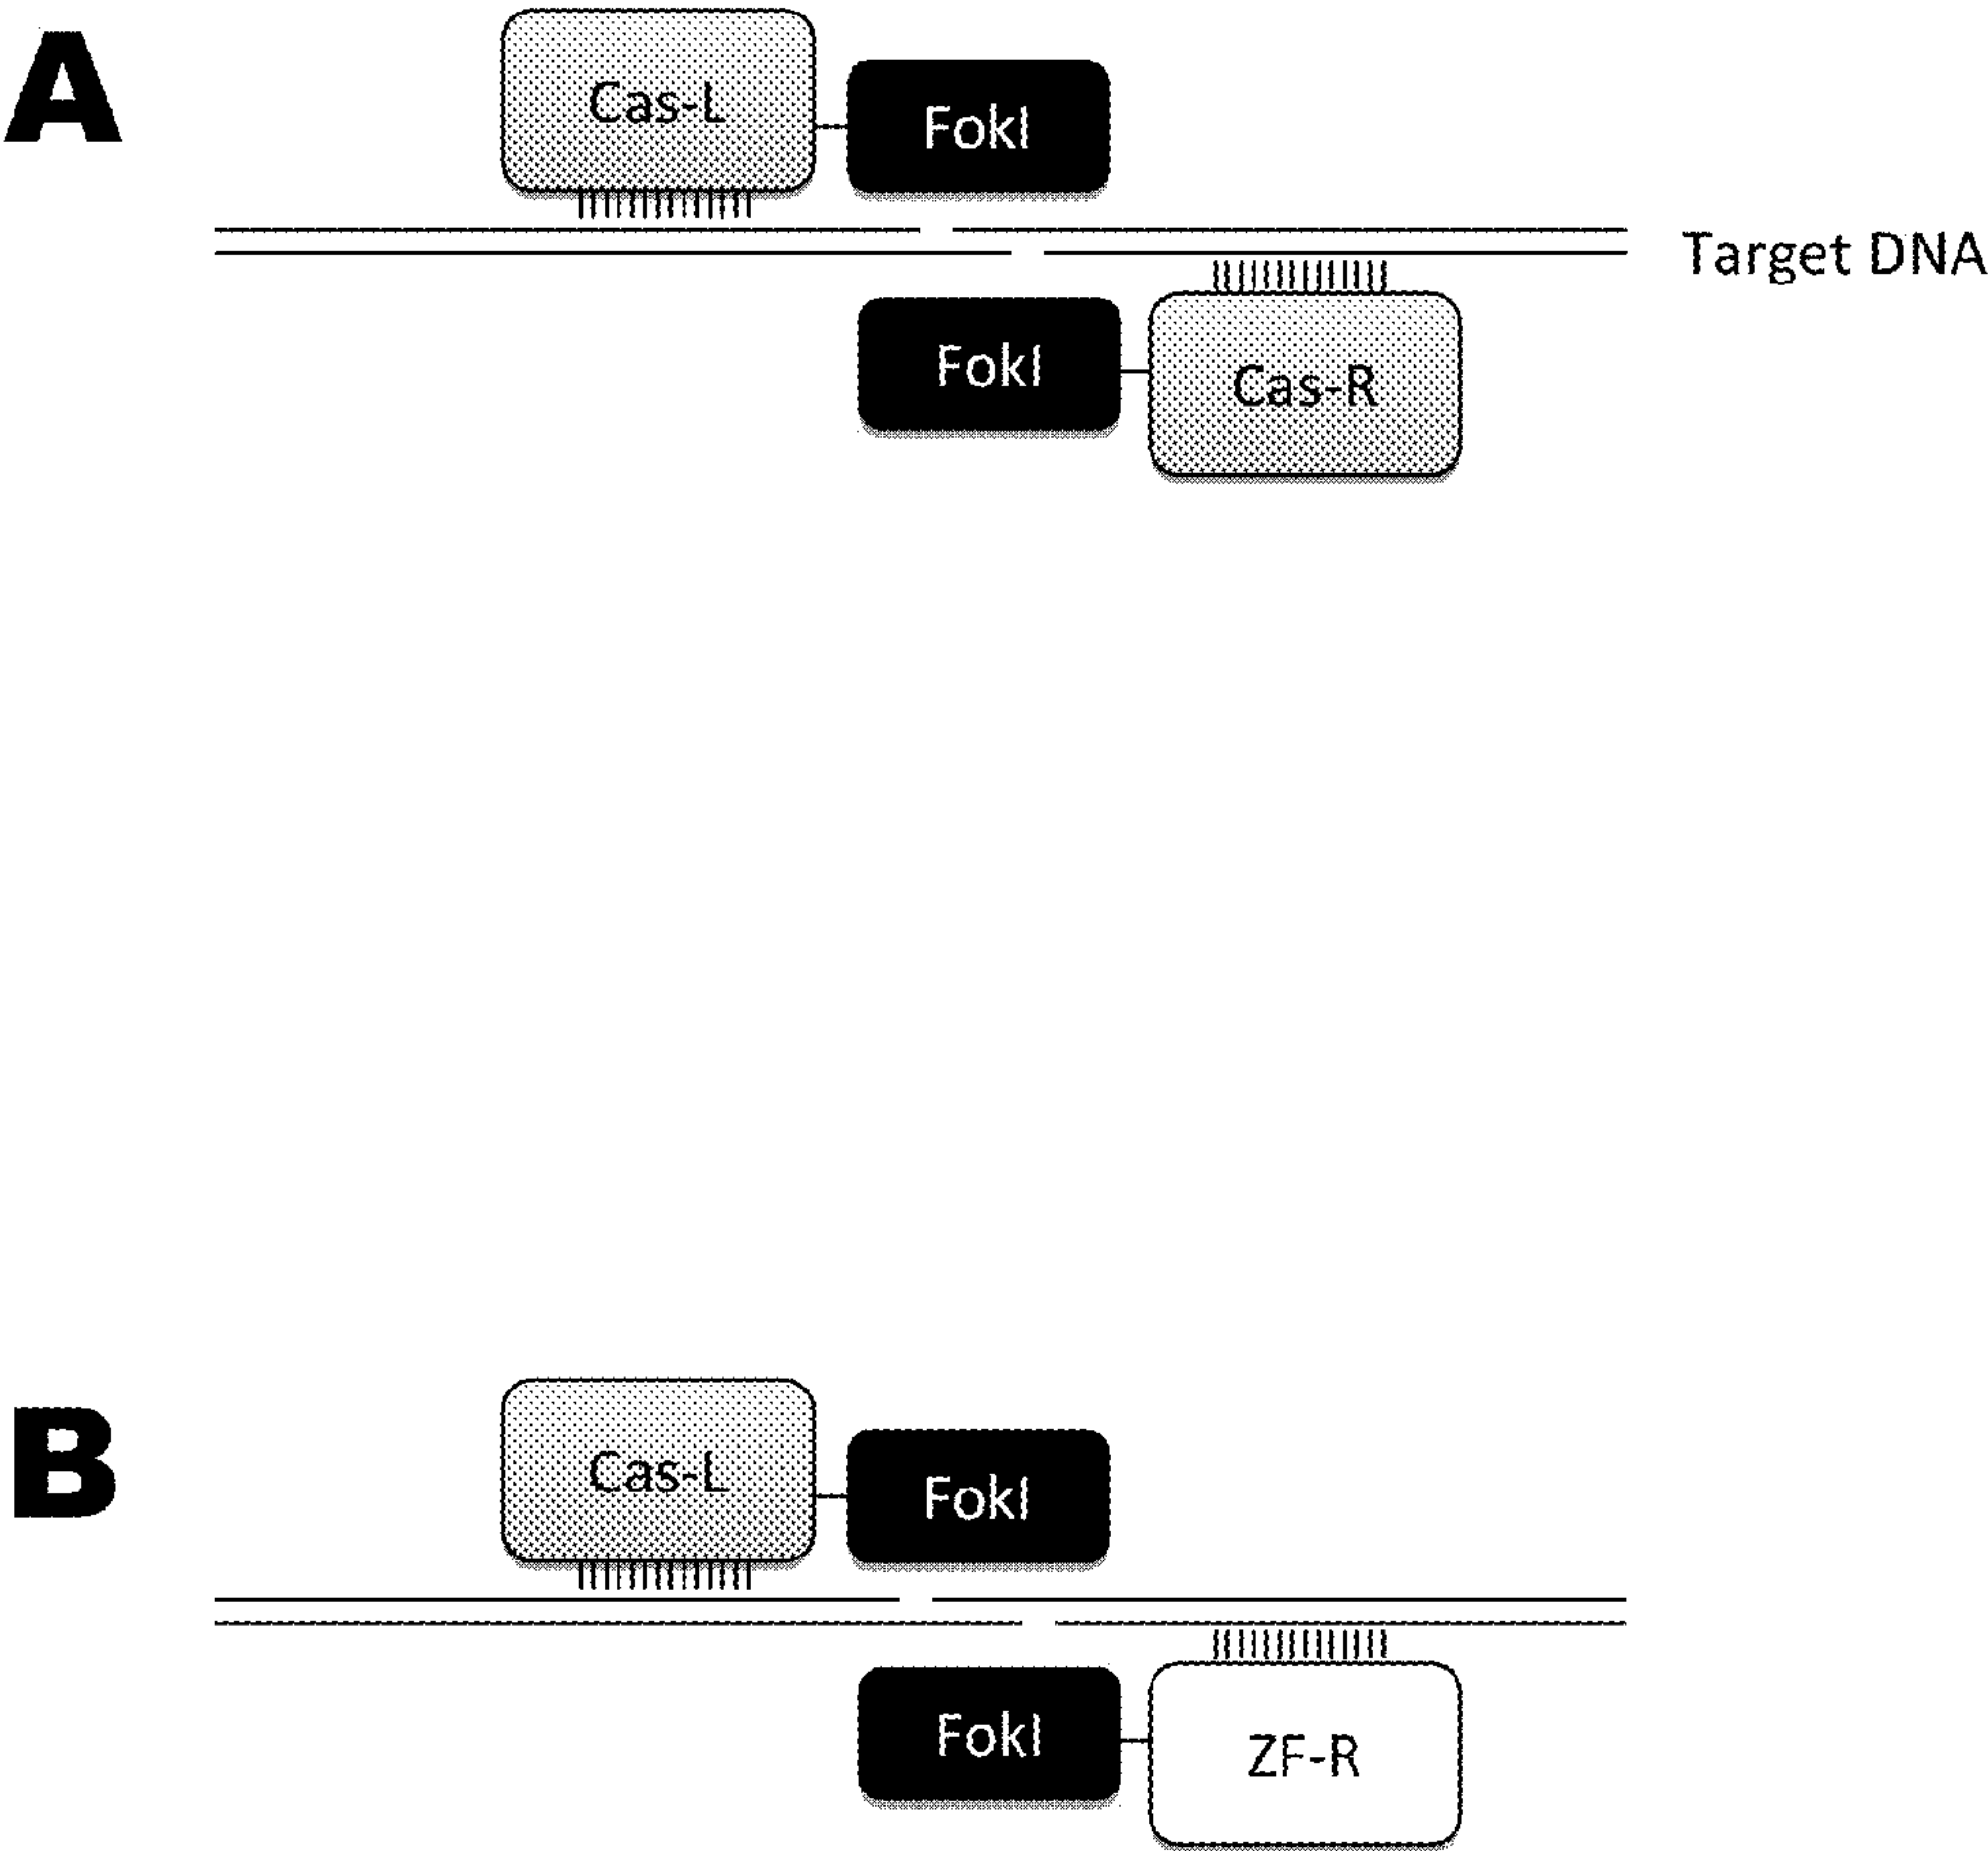 A
Cas-L
FokI
Target DNA
FokI
Cas-R
B
Cas-L
FokI
FokI
ZF-R